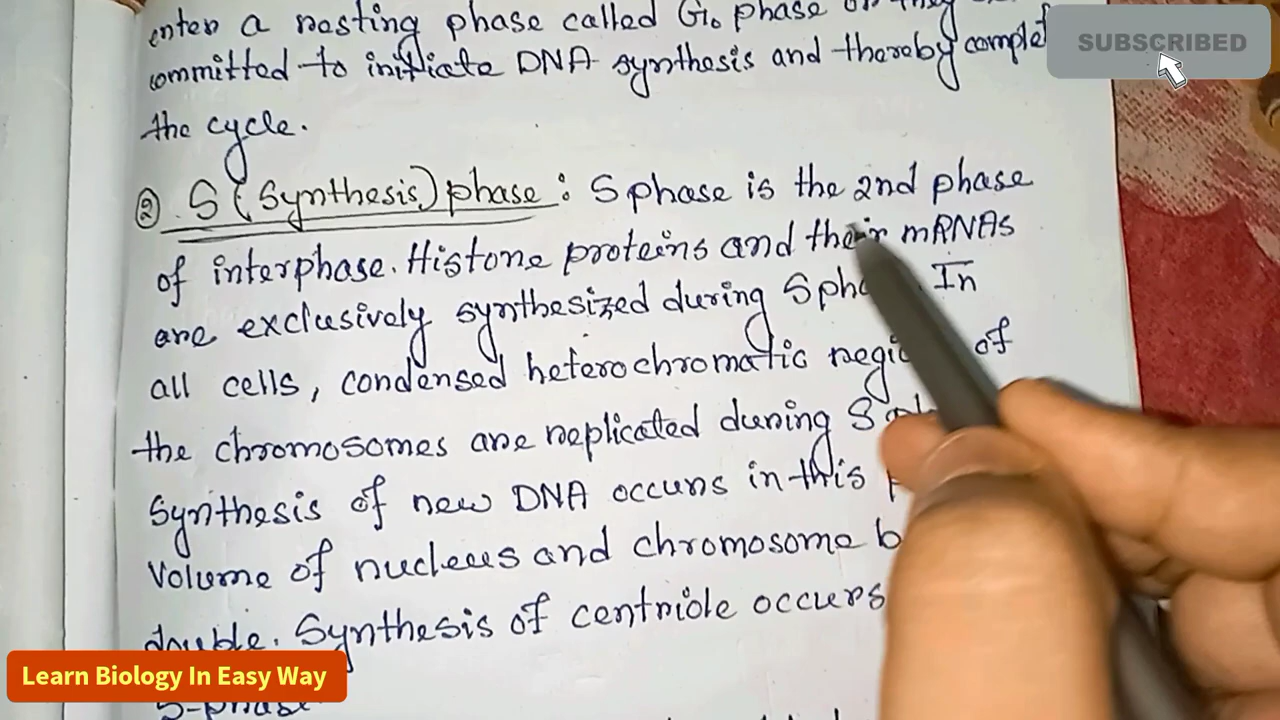 enter a resting phase called G0 phase or they
committed to initiate DNA synthesis and thereby complet
the cycle.
② S (Synthesis) phase : S phase is the 2nd phase
of interphase. Histone proteins and their mRNAs
are exclusively synthesized during S pha In
all cells, condensed heterochromatic regi of
the chromosomes are replicated during S
Synthesis of new DNA occurs in this
Volume of nucleus and chromosome b
double. Synthesis of centriole occurs
S-phase
SUBSCRIBED
Learn Biology In Easy Way